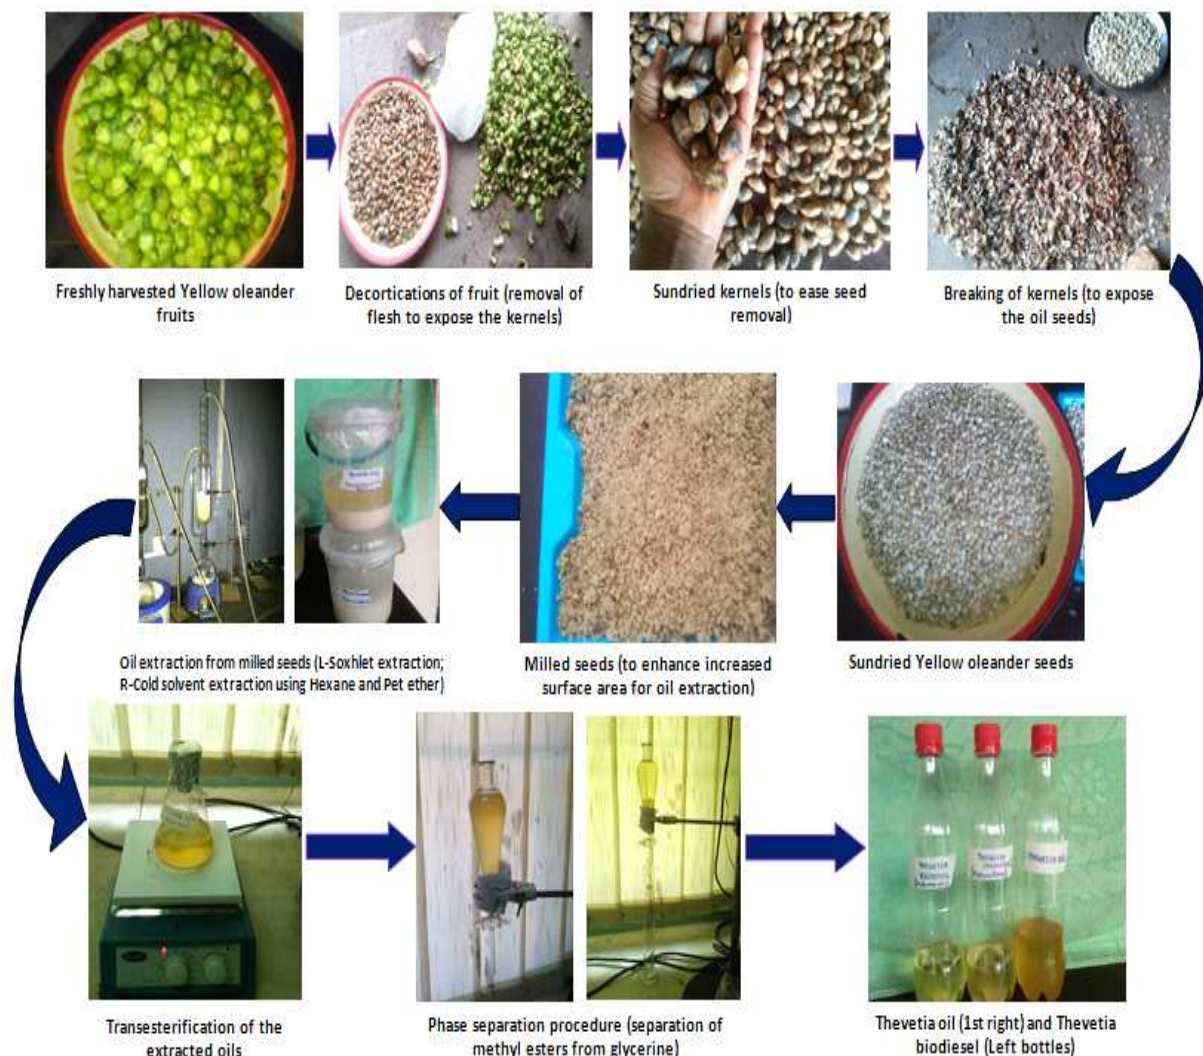 Freshly harvested Yellow oleander
fruits
Decortications of fruit (removal of
flesh to expose the kernels)
Sundried kernels (to ease seed
removal)
Breaking of kernels (to expose
the oil seeds)
Oil extraction from milled seeds (L-Soxhlet extraction;
R-Cold solvent extraction using Hexane and Pet ether)
Milled seeds (to enhance increased
surface area for oil extraction)
Sundried Yellow oleander seeds
Transesterification of the
extracted oils
Phase separation procedure (separation of
methyl esters from glycerine)
Thevetia oil (1st right) and Thevetia
biodiesel (Left bottles)